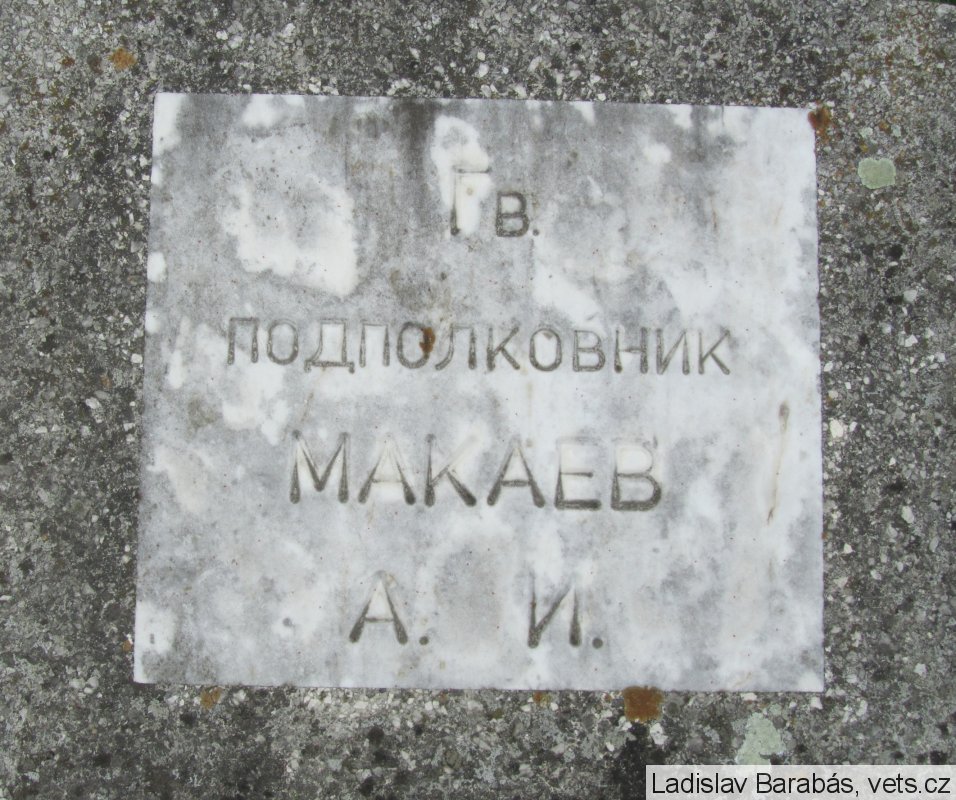 Гв.
ПОДПОЛКОВНИК
МАКАЕВ
А. И.
Ladislav Barabás, vets.cz